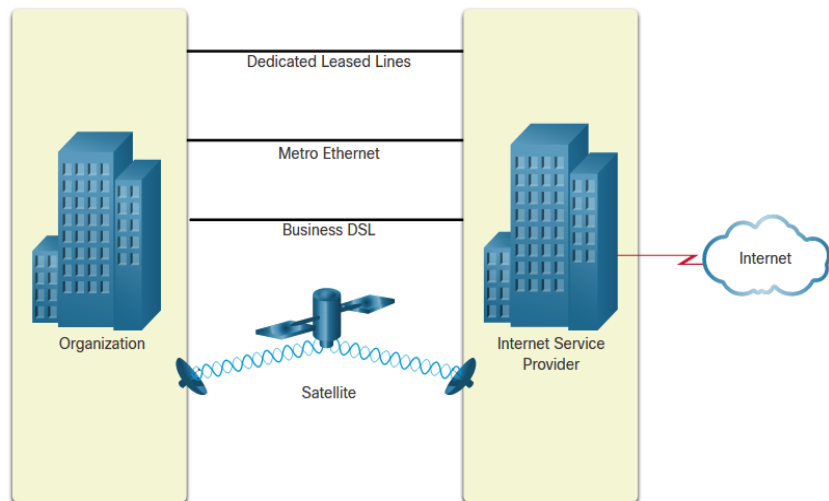 Dedicated Leased Lines
Metro Ethernet
Business DSL
Organization
Satellite
Internet Service
Provider
Internet